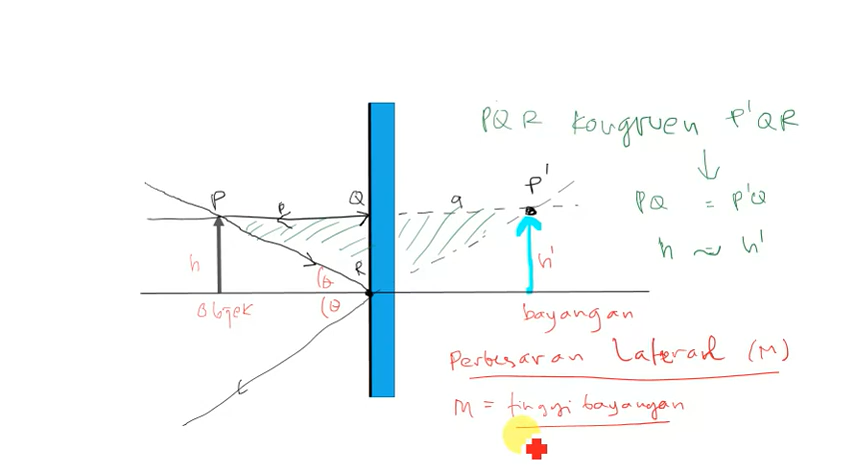 PQR kongruen P'QR
P'
P
P
Q
q
PQ = P'Q
h ~ h'
h
R
h'
(θ
(θ
Objek
bayangan
Perbesaran Lateral (M)
M = tinggi bayangan